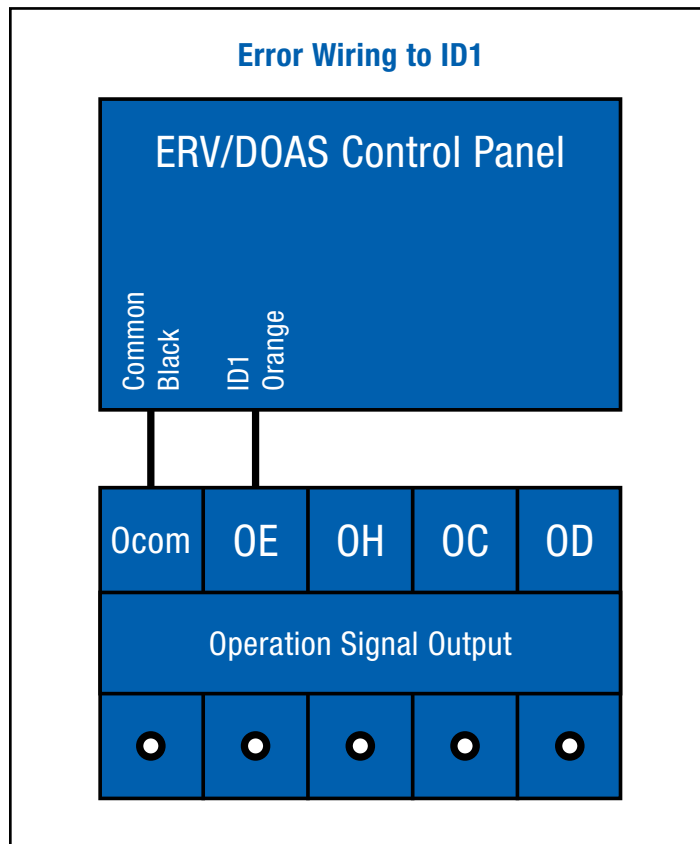 Error Wiring to ID1
ERV/DOAS Control Panel
Common
Black
ID1
Orange
Ocom
OE
OH
OC
OD
Operation Signal Output